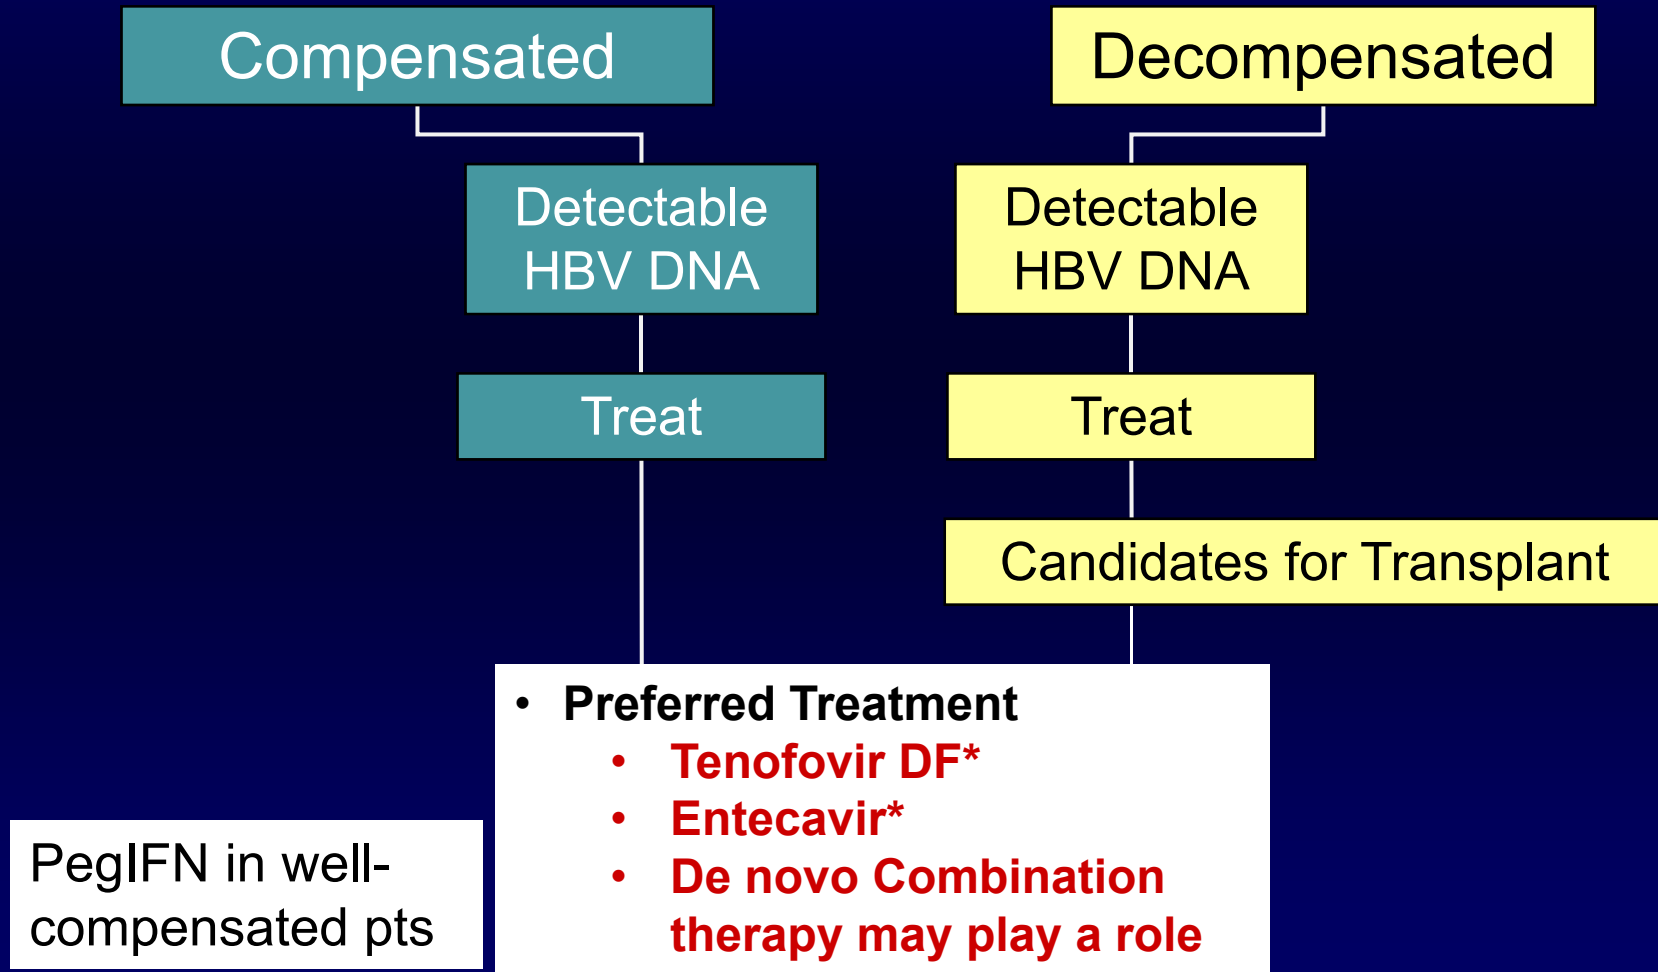 Compensated
Decompensated
Detectable
HBV DNA
Detectable
HBV DNA
Treat
Treat
Candidates for Transplant
• Preferred Treatment
• Tenofovir DF*
• Entecavir*
• De novo Combination
therapy may play a role
PegIFN in well-
compensated pts